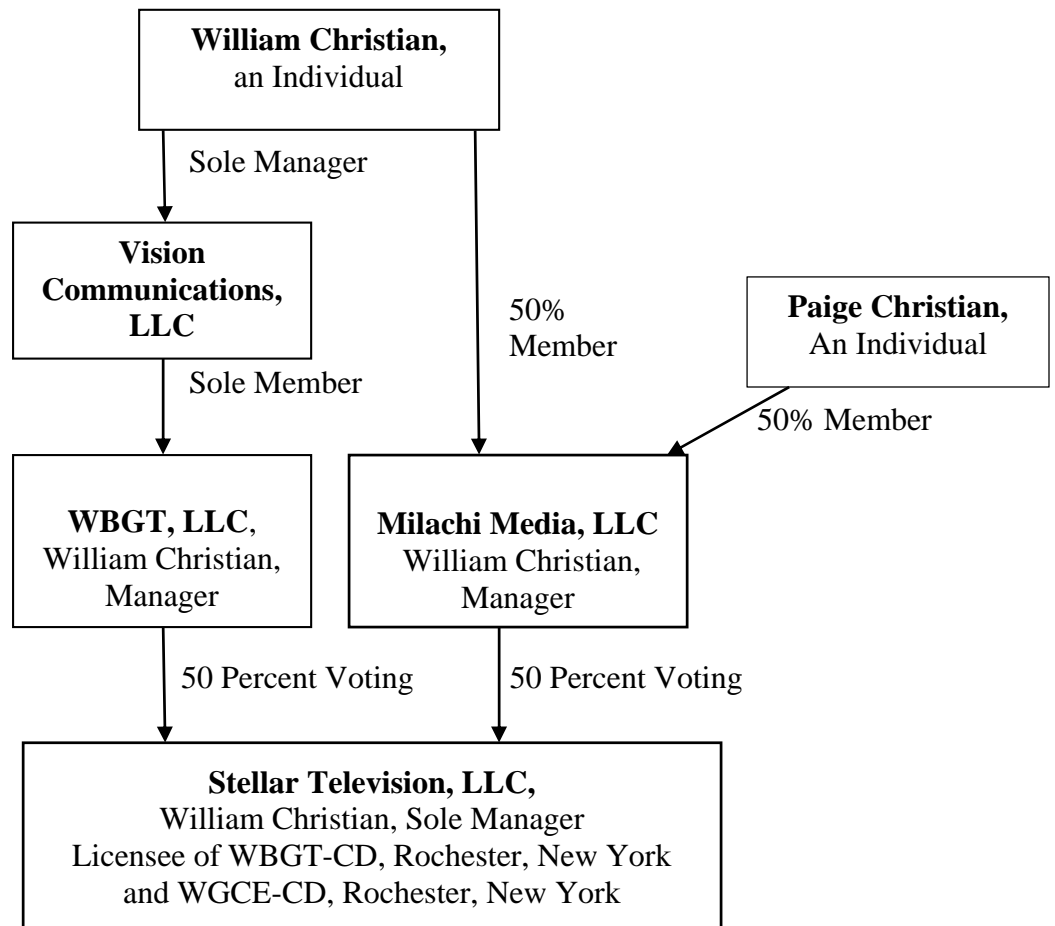 William Christian,
an Individual
Sole Manager
Vision
Communications,
LLC
50%
Member
Paige Christian,
An Individual
Sole Member
50% Member
WBGT, LLC,
William Christian,
Manager
Milachi Media, LLC
William Christian,
Manager
50 Percent Voting
50 Percent Voting
Stellar Television, LLC,
William Christian, Sole Manager
Licensee of WBGT-CD, Rochester, New York
and WGCE-CD, Rochester, New York